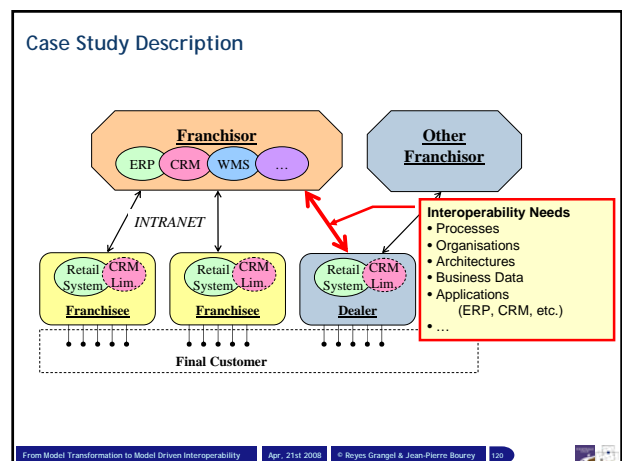 Case Study Description
Franchisor
ERP
CRM
WMS
…
Other
Franchisor
INTRANET
Interoperability Needs
• Processes
• Organisations
• Architectures
• Business Data
• Applications
(ERP, CRM, etc.)
• …
Retail
System
CRM
Lim.
Franchisee
Retail
System
CRM
Lim.
Franchisee
Retail
System
CRM
Lim.
Dealer
Final Customer
From Model Transformation to Model Driven Interoperability
Apr, 21st 2008
© Reyes Grangel & Jean-Pierre Bourey
120